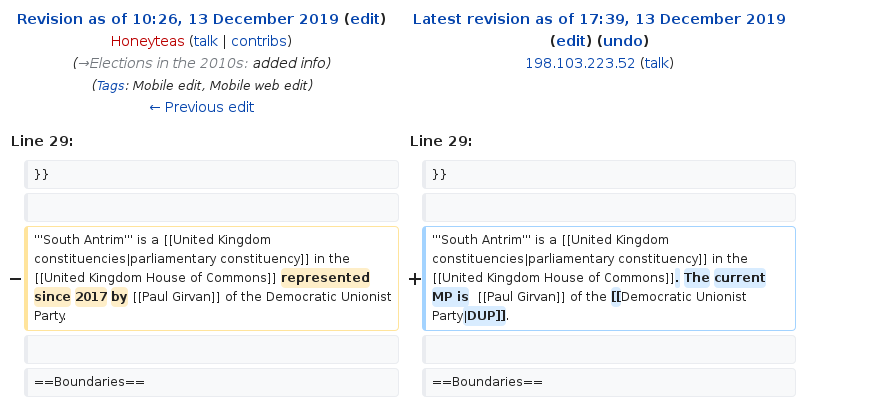 Revision as of 10:26, 13 December 2019 (edit)
Honeyteas (talk | contribs)
(→Elections in the 2010s: added info)
(Tags: Mobile edit, Mobile web edit)
← Previous edit
Latest revision as of 17:39, 13 December 2019
(edit) (undo)
198.103.223.52 (talk)
Line 29:
Line 29:
}}
}}
− '''South Antrim''' is a [[United Kingdom
constituencies|parliamentary constituency]] in the
[[United Kingdom House of Commons]] represented
since 2017 by [[Paul Girvan]] of the Democratic Unionist
Party.
+ '''South Antrim''' is a [[United Kingdom
constituencies|parliamentary constituency]] in the
[[United Kingdom House of Commons]]. The current
MP is  [[Paul Girvan]] of the [[Democratic Unionist
Party|DUP]].
==Boundaries==
==Boundaries==